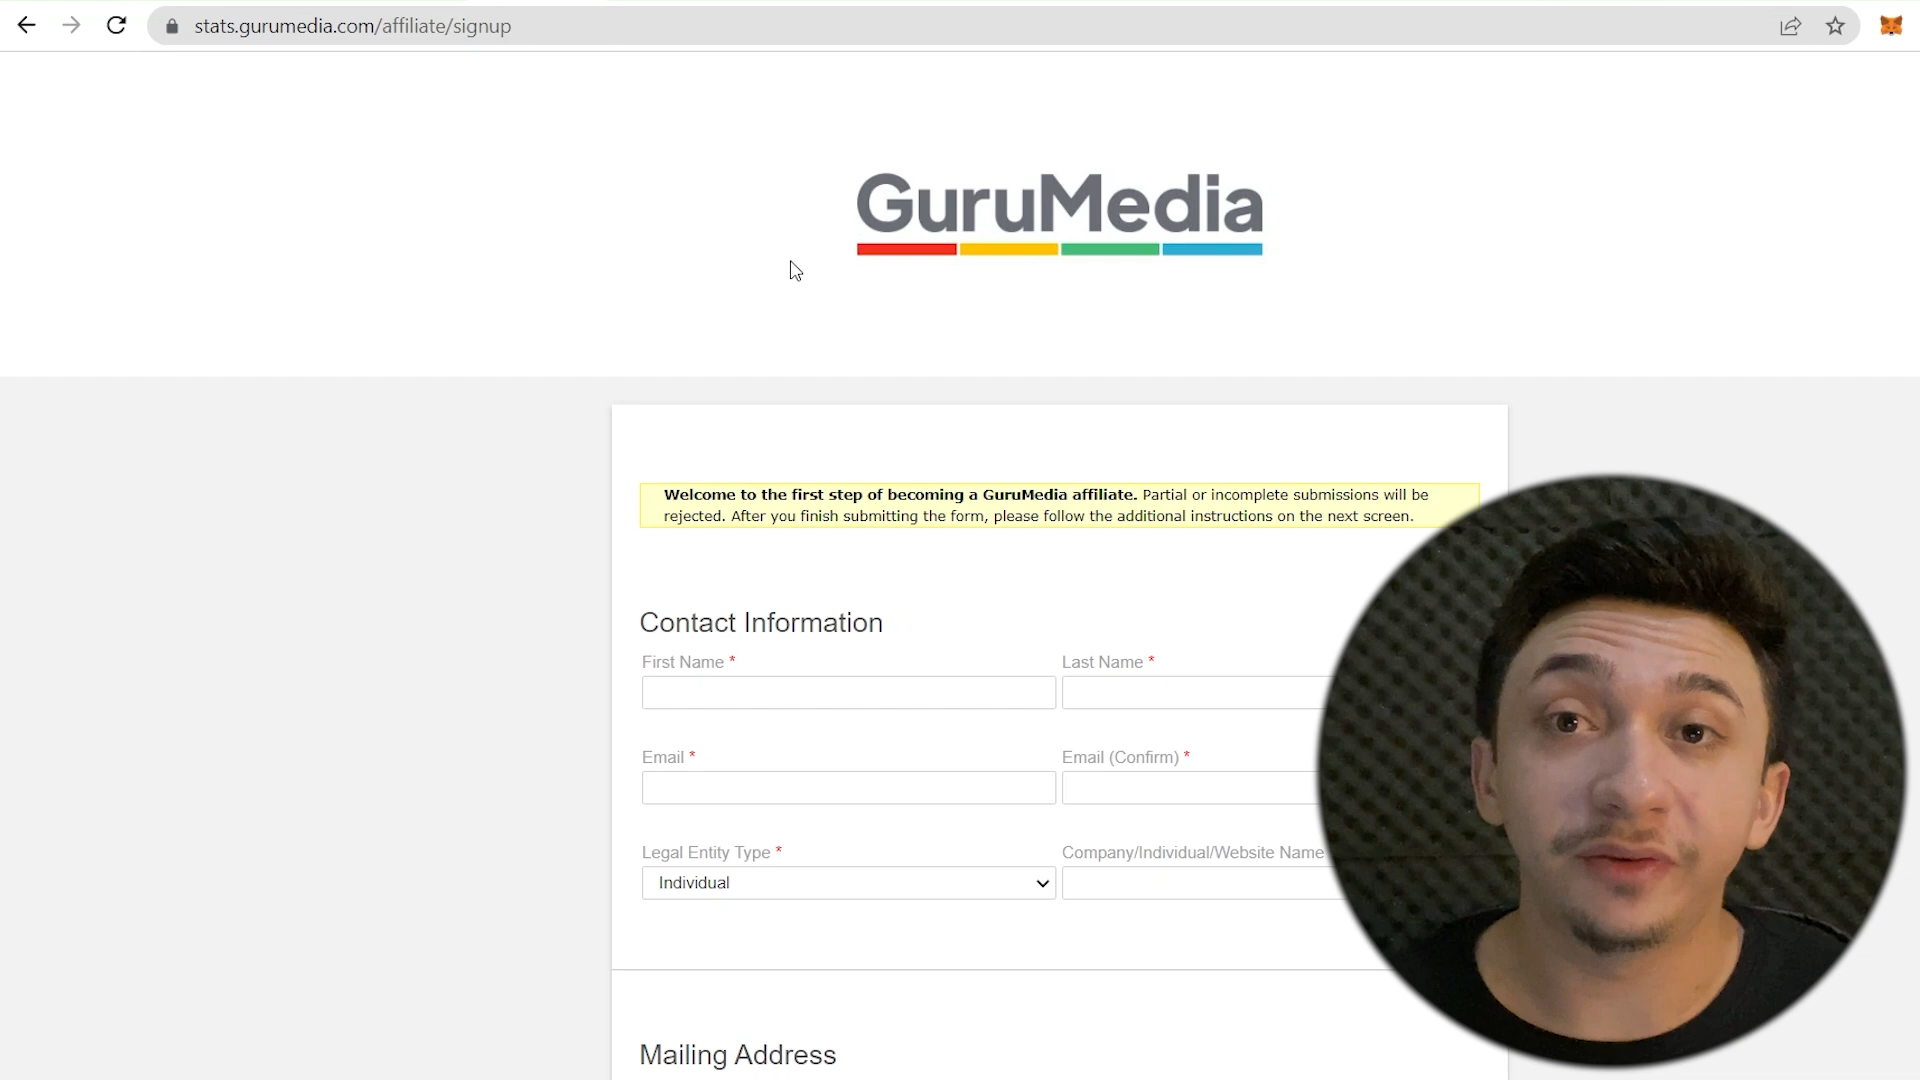 stats.gurumedia.com/affiliate/signup
GuruMedia
Welcome to the first step of becoming a GuruMedia affiliate. Partial or incomplete submissions will be
rejected. After you finish submitting the form, please follow the additional instructions on the next screen.
Contact Information
First Name * Last Name *
Email * Email (Confirm) *
Legal Entity Type * Company/Individual/Website Name
Individual
Mailing Address